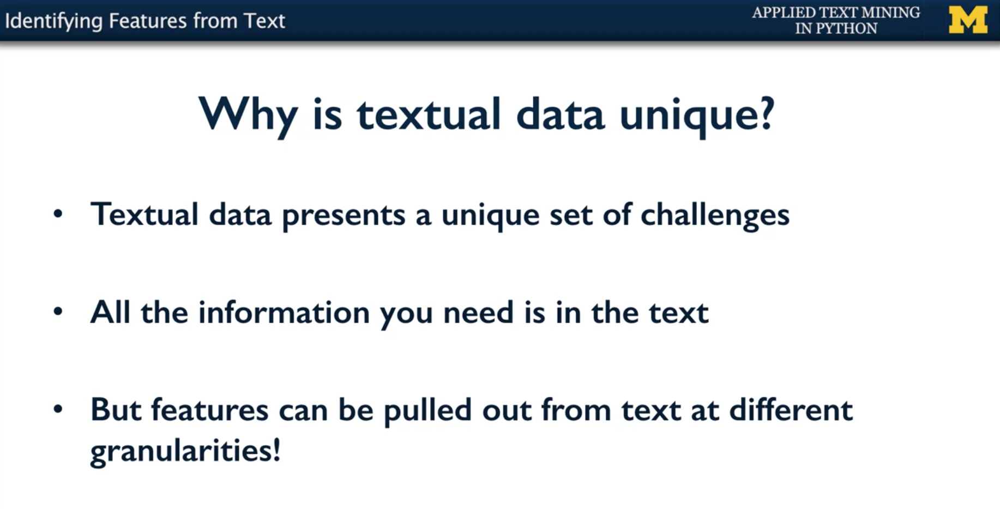 Identifying Features from Text
APPLIED TEXT MINING
IN PYTHON
M
Why is textual data unique?
• Textual data presents a unique set of challenges
• All the information you need is in the text
• But features can be pulled out from text at different
granularities!